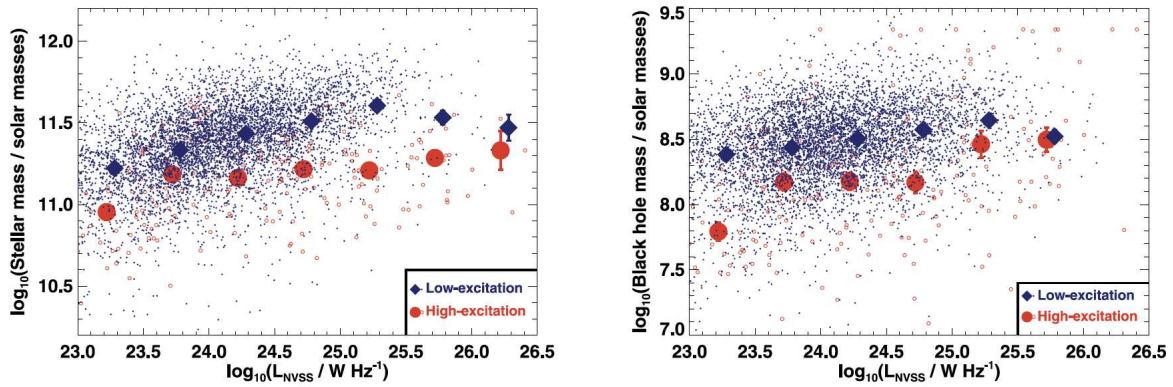 log10(Stellar mass / solar masses)
12.0
11.5
11.0
10.5
Low-excitation
High-excitation
23.0 23.5 24.0 24.5 25.0 25.5 26.0 26.5
log10(LNVSS / W Hz-1)
log10(Black hole mass / solar masses)
9.5
9.0
8.5
8.0
7.5
7.0
Low-excitation
High-excitation
23.0 23.5 24.0 24.5 25.0 25.5 26.0 26.5
log10(LNVSS / W Hz-1)